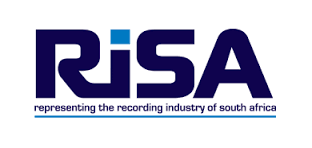 RiSA
representing the recording industry of south africa